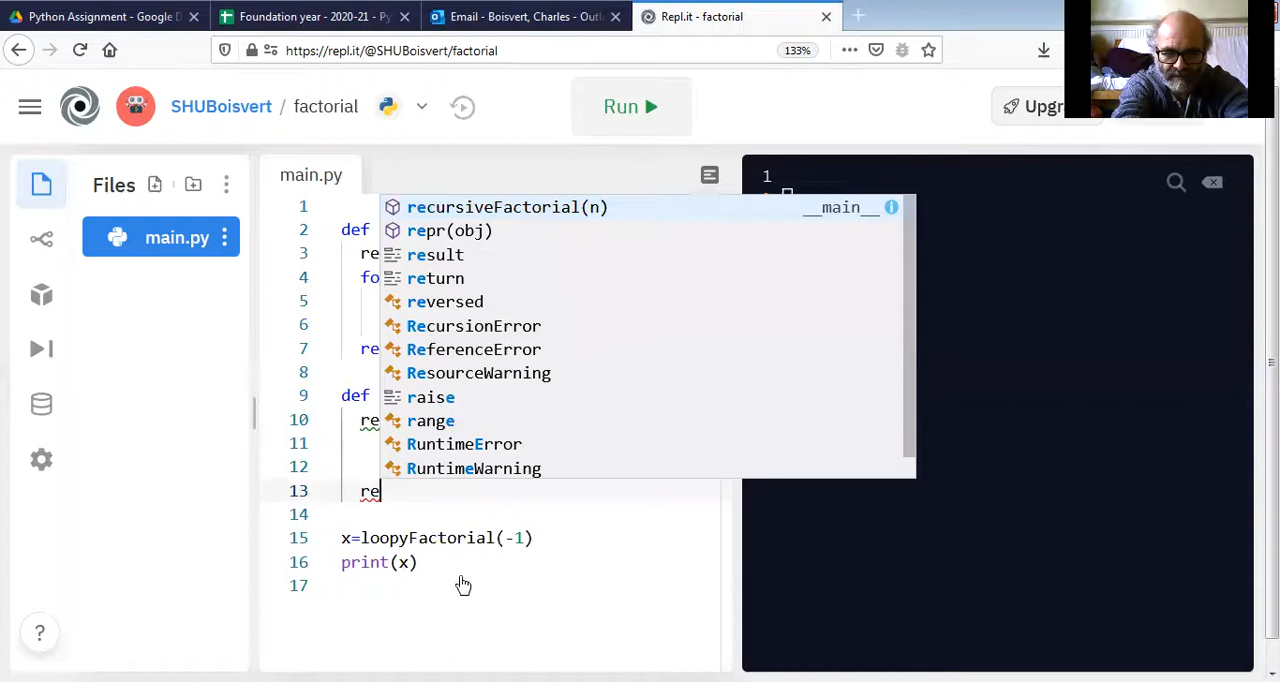 Python Assignment - Google D
Foundation year - 2020-21 - Py
Email - Boisvert, Charles - Outl
Repl.it - factorial
https://repl.it/@SHUBoisvert/factorial
133%
SHUBoisvert / factorial
Run
Upgr
Files
main.py
main.py
1
2 def
3 re
4 fo
5
6
7 re
8
9 def
10 re
11
12
13 re
14
15 x=loopyFactorial(-1)
16 print(x)
17
recursiveFactorial(n) __main__
repr(obj)
result
return
reversed
RecursionError
ReferenceError
ResourceWarning
raise
range
RuntimeError
RuntimeWarning
1
?